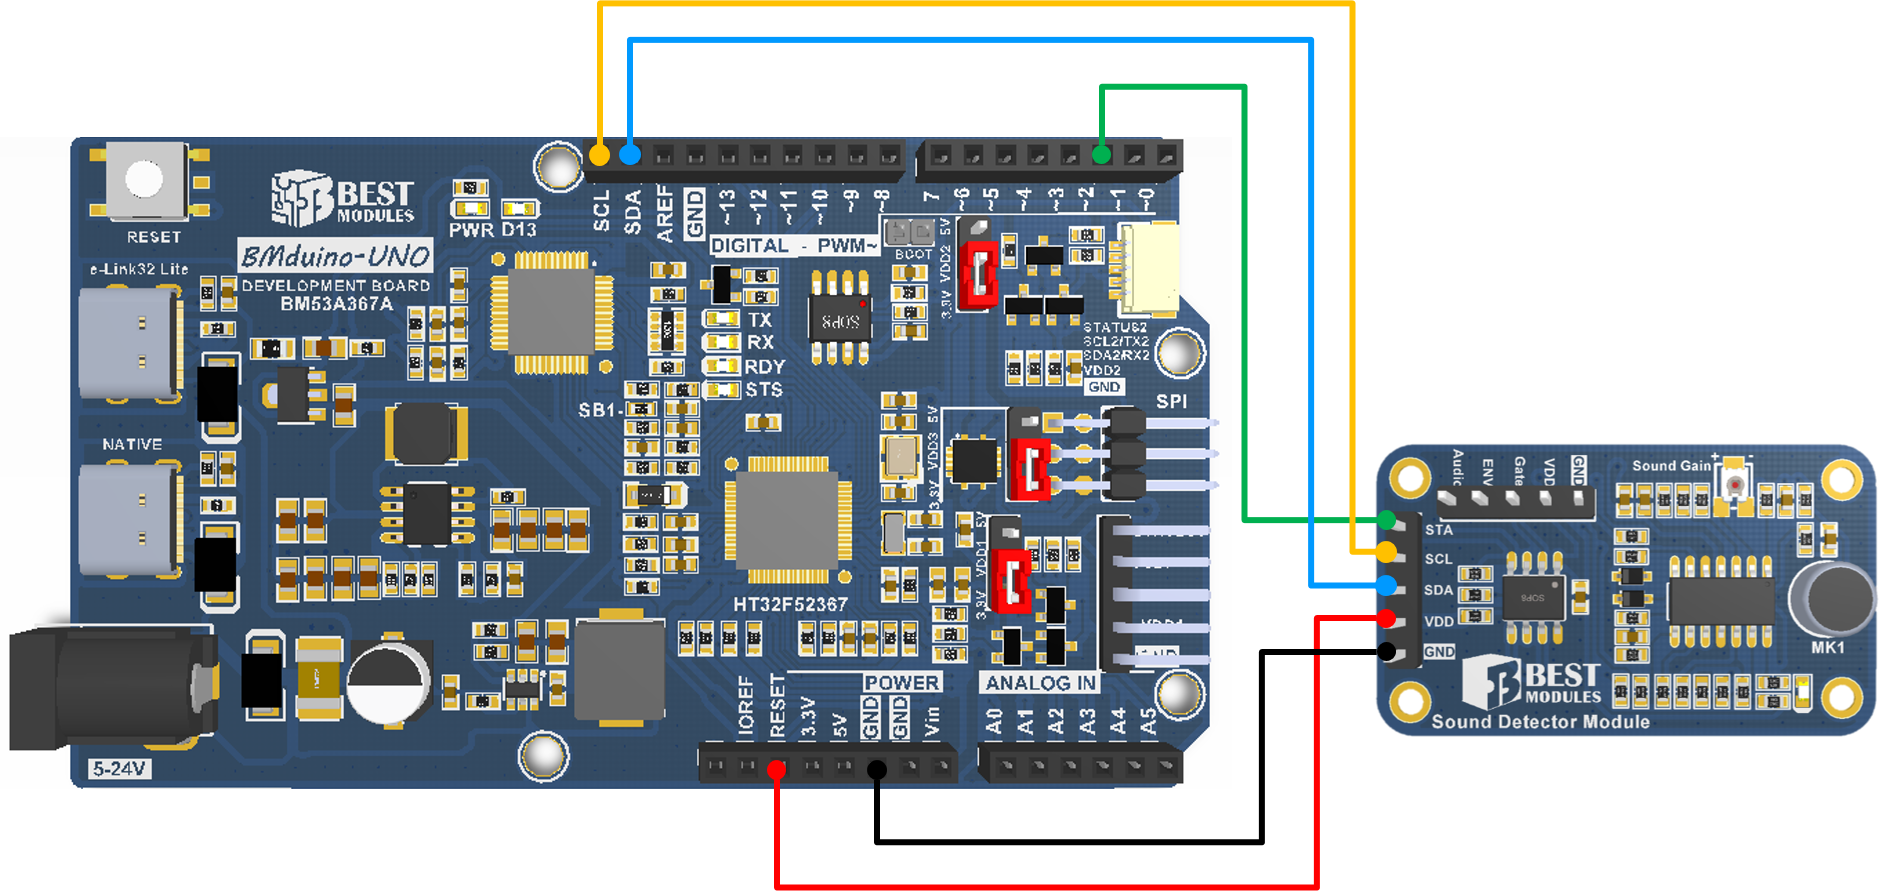 SCL
SDA
AREF
GND
~13
~12
~11
~10
~9
~8
7
~6
~5
~4
~3
~2
~1
~0
BEST
MODULES
PWR D13
RESET
DIGITAL - PWM~
BOOT
3.3V VDD2 5V
BMduino-UNO
DEVELOPMENT BOARD
BM53A367A
e-Link32 Lite
TX
RX
RDY
STS
SOP8
STATUS2
SCL2/TX2
SDA2/RX2
VDD2
GND
SB1-
SPI
NATIVE
3.3V VDD3 5V
3.3V VDD1 5V
HT32F52367
POWER
ANALOG IN
IOREF
RESET
3.3V
5V
GND
GND
Vin
A0
A1
A2
A3
A4
A5
5-24V
Audio
ENV
Gate
VDD
GND
Sound Gain
+
-
STA
SCL
SDA
VDD
GND
SOP8
MK1
BEST
MODULES
Sound Detector Module